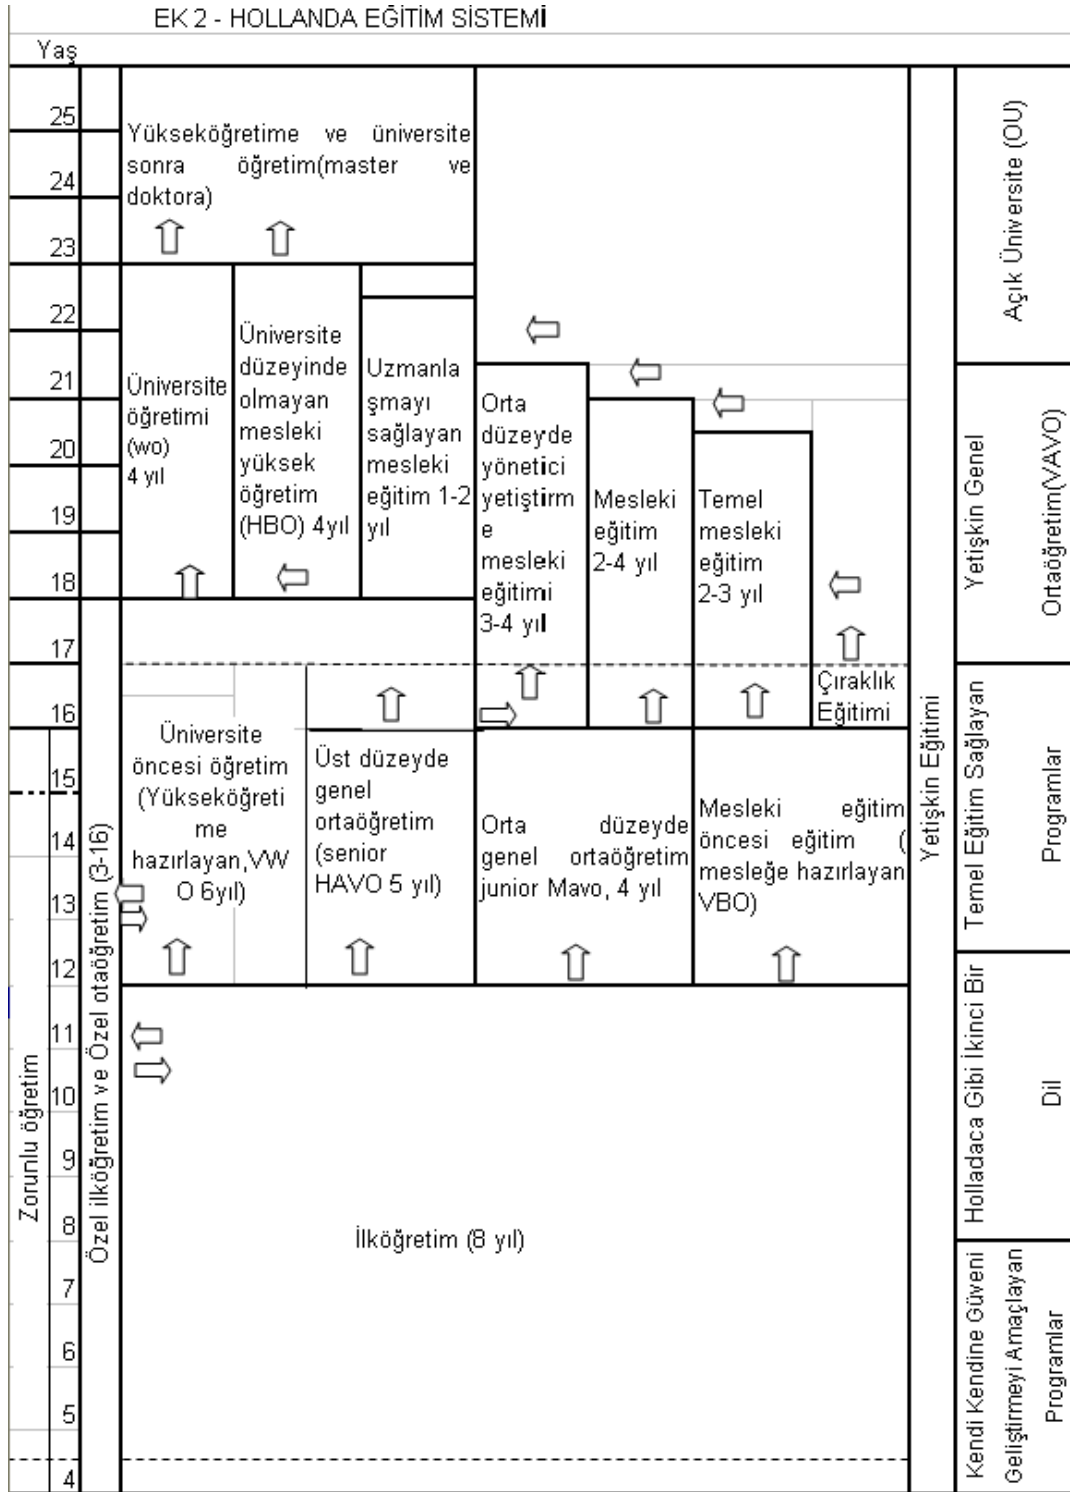 EK 2 - HOLLANDA EĞİTİM SİSTEMİ
Yaş
25
24
23
22
21
20
19
18
17
16
15
14
13
12
11
10
9
8
7
6
5
4
Zorunlu öğretim
Özel ilköğretim ve Özel otaöğretim (3-16)
Yükseköğretime ve üniversite
sonra öğretim(master ve
doktora)
Üniversite
öğretimi
(wo)
4 yıl
Üniversite
düzeyinde
olmayan
mesleki
yüksek
öğretim
(HBO) 4yıl
Uzmanla
şmayı
sağlayan
mesleki
eğitim 1-2
yıl
Orta
düzeyde
yönetici
yetiştirm
e
mesleki
eğitimi
3-4 yıl
Mesleki
eğitim
2-4 yıl
Temel
mesleki
eğitim
2-3 yıl
Çıraklık
Eğitimi
Üniversite
öncesi öğretim
(Yükseköğreti
me
hazırlayan,VW
O 6yıl)
Üst düzeyde
genel
ortaöğretim
(senior
HAVO 5 yıl)
Orta düzeyde
genel ortaöğretim
junior Mavo, 4 yıl
Mesleki eğitim
öncesi eğitim (
mesleğe hazırlayan
VBO)
İlköğretim (8 yıl)
Yetişkin Eğitimi
Açık Üniversite (OU)
Yetişkin Genel
Ortaöğretim(VAVO)
Temel Eğitim Sağlayan
Programlar
Holladaca Gibi İkinci Bir
Dil
Kendi Kendine Güveni
Geliştirmeyi Amaçlayan
Programlar